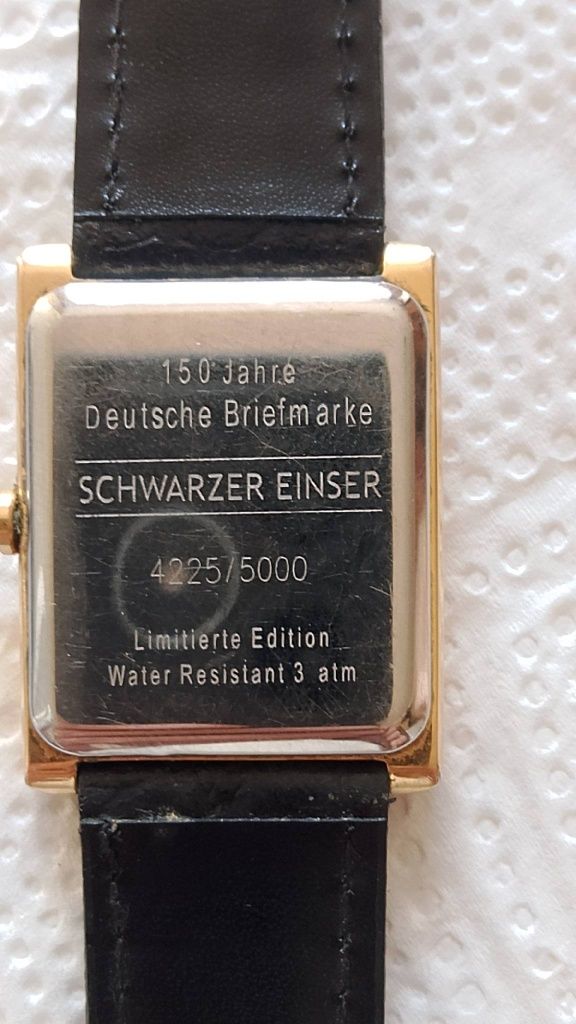 150 Jahre
Deutsche Briefmarke
SCHWARZER EINSER
4225/5000
Limitierte Edition
Water Resistant 3 atm